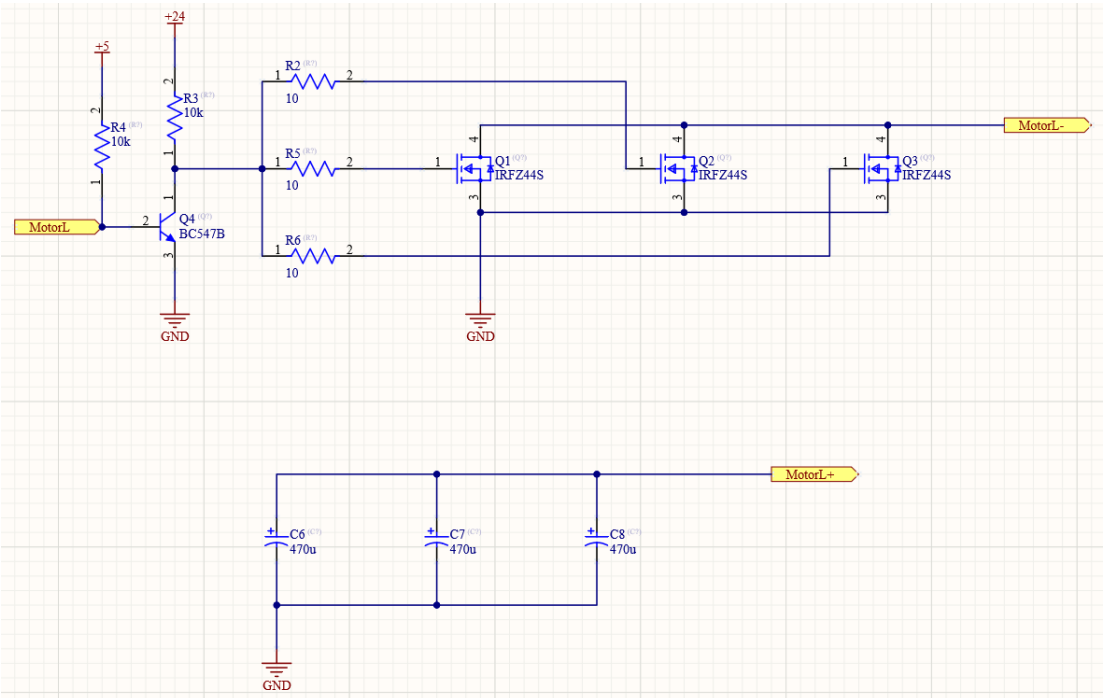 +24
+5
R2 (R?)
1 2
10
R3 (R?)
10k
2
1
R4 (R?)
10k
2
1
MotorL
2
1
3
Q4 (Q?)
BC547B
GND
R5 (R?)
1 2
10
R6 (R?)
1 2
10
1
4
3
Q1 (Q?)
IRFZ44S
GND
1
4
3
Q2 (Q?)
IRFZ44S
1
4
3
Q3 (Q?)
IRFZ44S
MotorL-
MotorL+
+
C6 (C?)
470u
+
C7 (C?)
470u
+
C8 (C?)
470u
GND